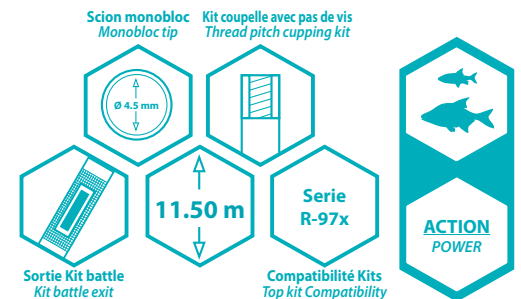 Scion monobloc
Monobloc tip
Kit coupelle avec pas de vis
Thread pitch cupping kit
Ø 4.5 mm
11.50 m
Serie
R-97x
ACTION
POWER
Sortie Kit battle
Kit battle exit
Compatibilité Kits
Top kit Compatibility